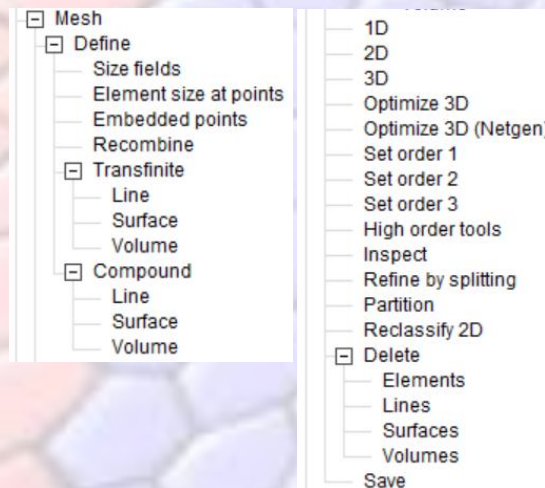 Mesh
Define
Size fields
Element size at points
Embedded points
Recombine
Transfinite
Line
Surface
Volume
Compound
Line
Surface
Volume
1D
2D
3D
Optimize 3D
Optimize 3D (Netgen)
Set order 1
Set order 2
Set order 3
High order tools
Inspect
Refine by splitting
Partition
Reclassify 2D
Delete
Elements
Lines
Surfaces
Volumes
Save